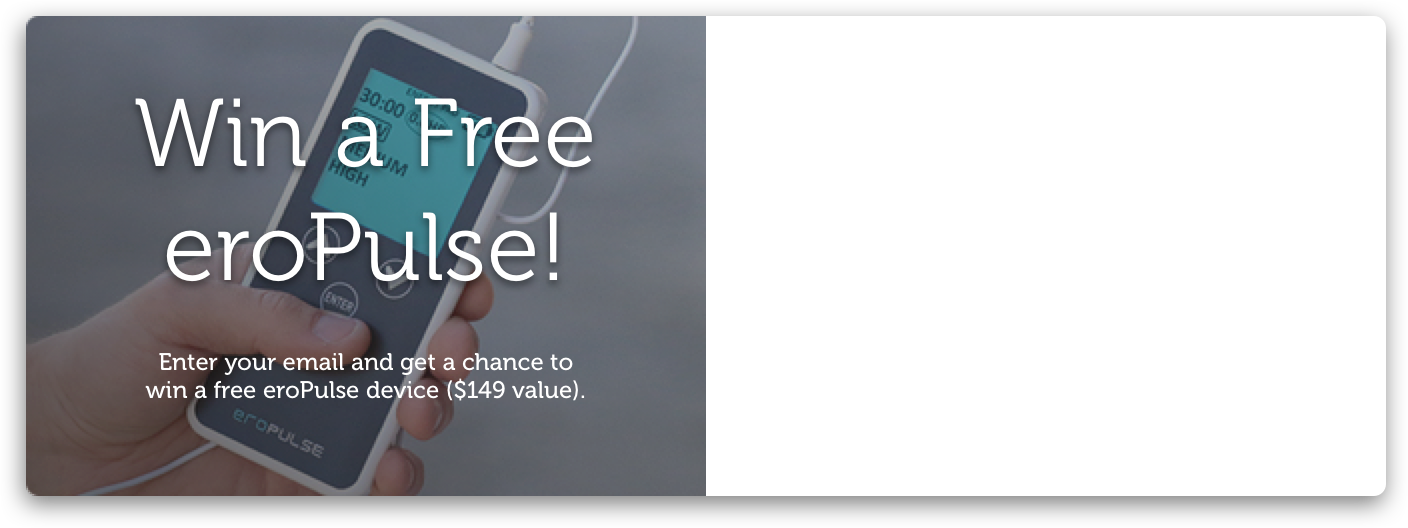 Win a Free
eroPulse!
Enter your email and get a chance to
win a free eroPulse device ($149 value).
30:00
MEDIUM
HIGH
ENTER
eroPULSE